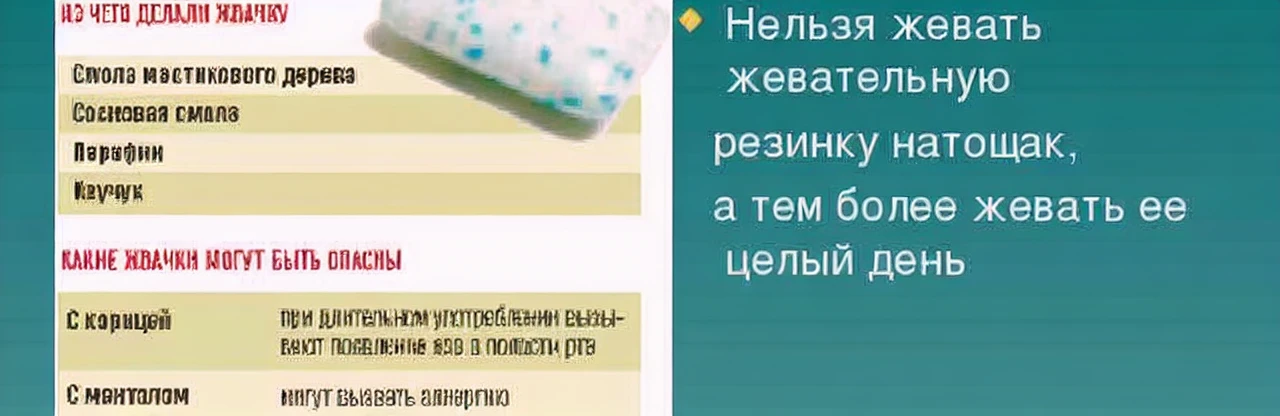 ИЗ ЧЕГО ДЕЛАЛИ ЖВАЧКУ
Смола мастикового дерева
Сосновая смола
Парафин
Каучук
КАКИЕ ЖВАЧКИ МОГУТ БЫТЬ ОПАСНЫ
С корицей
при длительном употреблении вызы-
вают появление язв в полости рта
С ментолом
могут вызвать аллергию
Нельзя жевать
жевательную
резинку натощак,
а тем более жевать ее
целый день